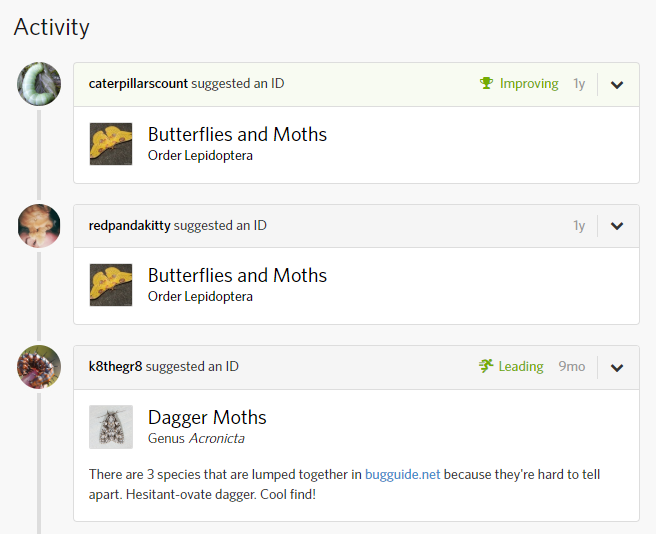 Activity
caterpillarscount suggested an ID Improving 1y
Butterflies and Moths
Order Lepidoptera
redpandakitty suggested an ID 1y
Butterflies and Moths
Order Lepidoptera
k8thegr8 suggested an ID Leading 9mo
Dagger Moths
Genus Acronicta
There are 3 species that are lumped together in bugguide.net because they're hard to tell
apart. Hesitant-ovate dagger. Cool find!